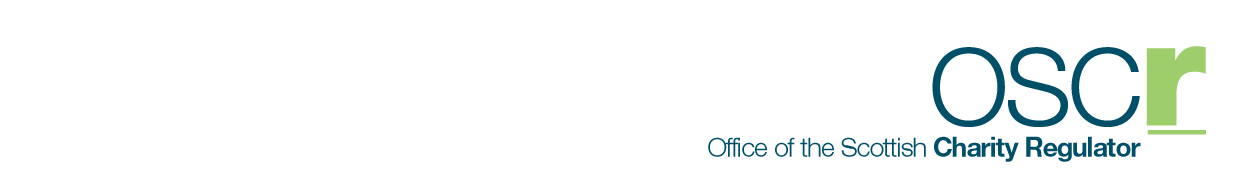 OSCr
Office of the Scottish Charity Regulator